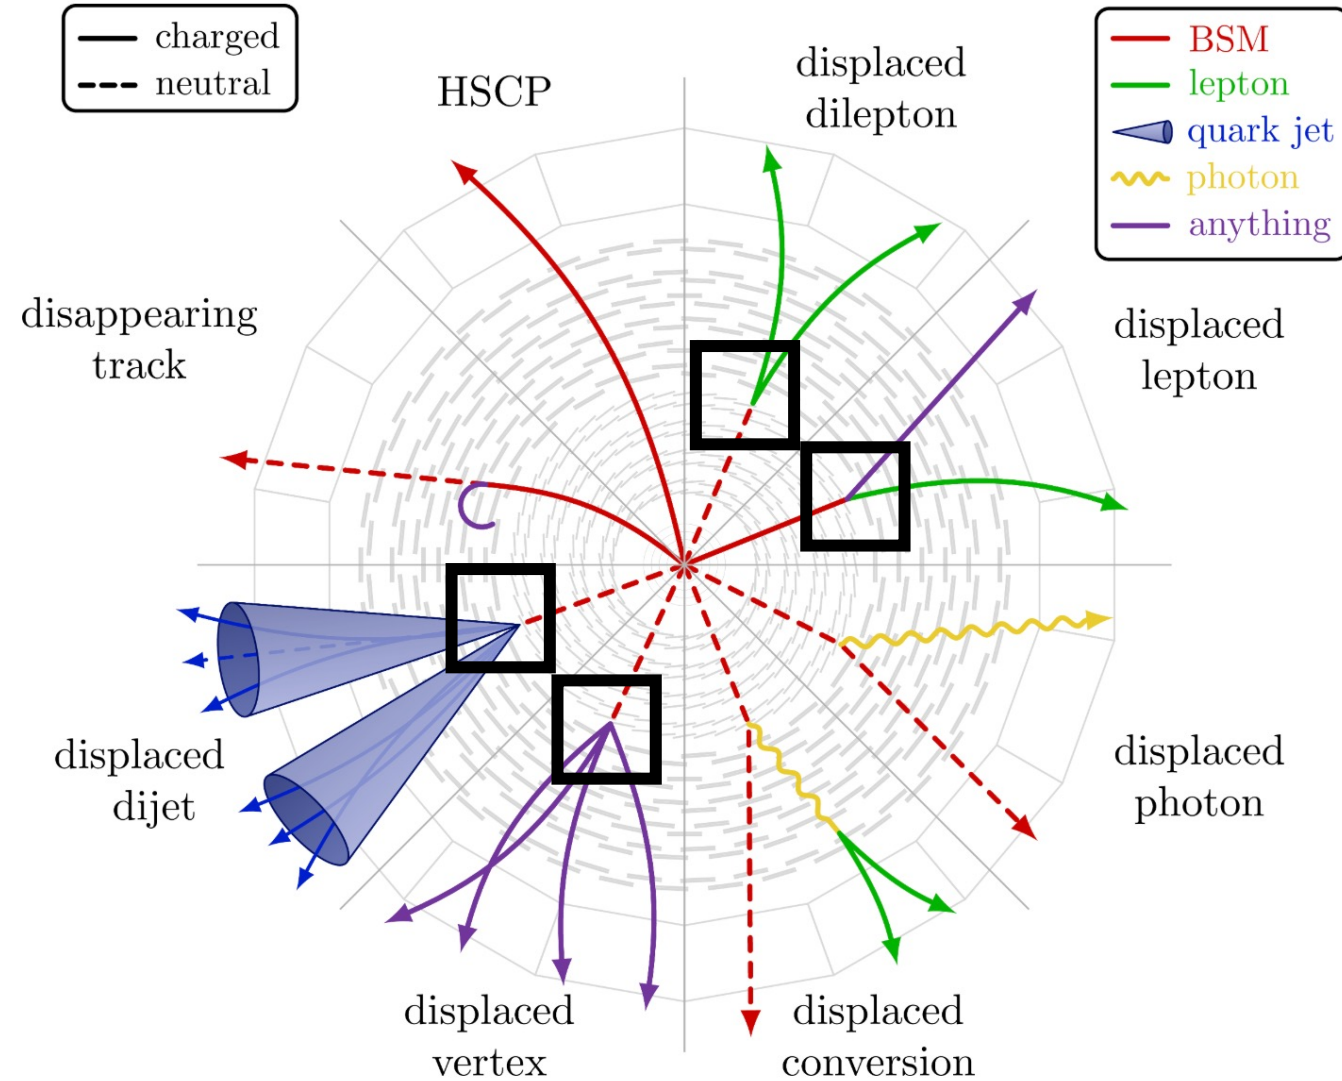 charged
neutral
HSCP
displaced
dilepton
BSM
lepton
quark jet
photon
anything
disappearing
track
displaced
lepton
displaced
dijet
displaced
photon
displaced
vertex
displaced
conversion